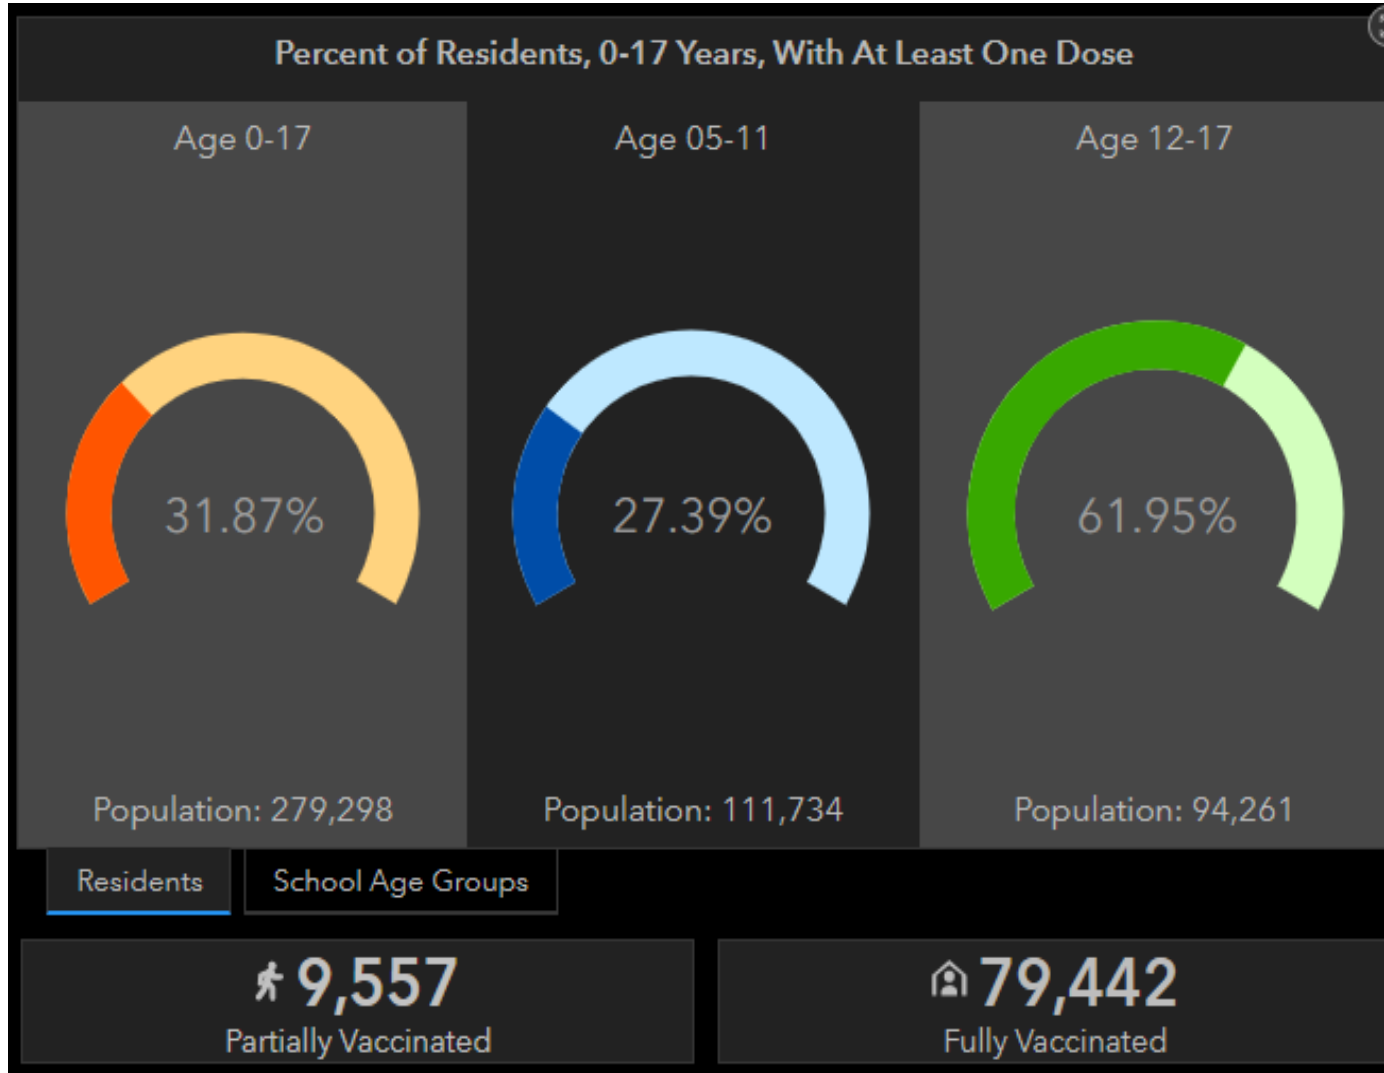 Percent of Residents, 0-17 Years, With At Least One Dose
Age 0-17
31.87%
Population: 279,298
Age 05-11
27.39%
Population: 111,734
Age 12-17
61.95%
Population: 94,261
Residents
School Age Groups
9,557
Partially Vaccinated
79,442
Fully Vaccinated